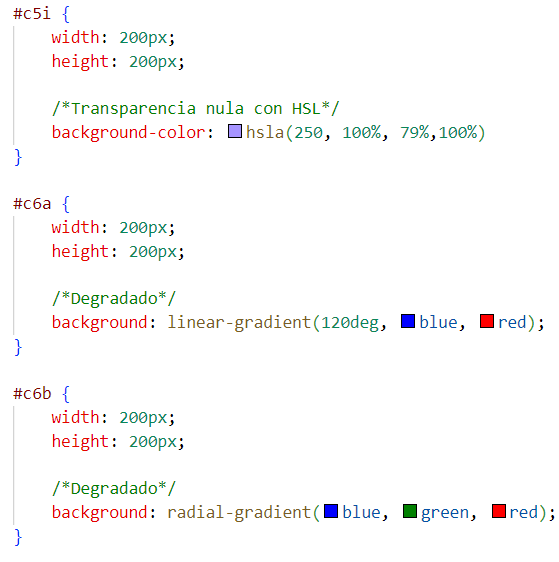 #c5i {
width: 200px;
height: 200px;
/*Transparencia nula con HSL*/
background-color: hsla(250, 100%, 79%,100%)
}
#c6a {
width: 200px;
height: 200px;
/*Degradado*/
background: linear-gradient(120deg, blue, red);
}
#c6b {
width: 200px;
height: 200px;
/*Degradado*/
background: radial-gradient(blue, green, red);
}